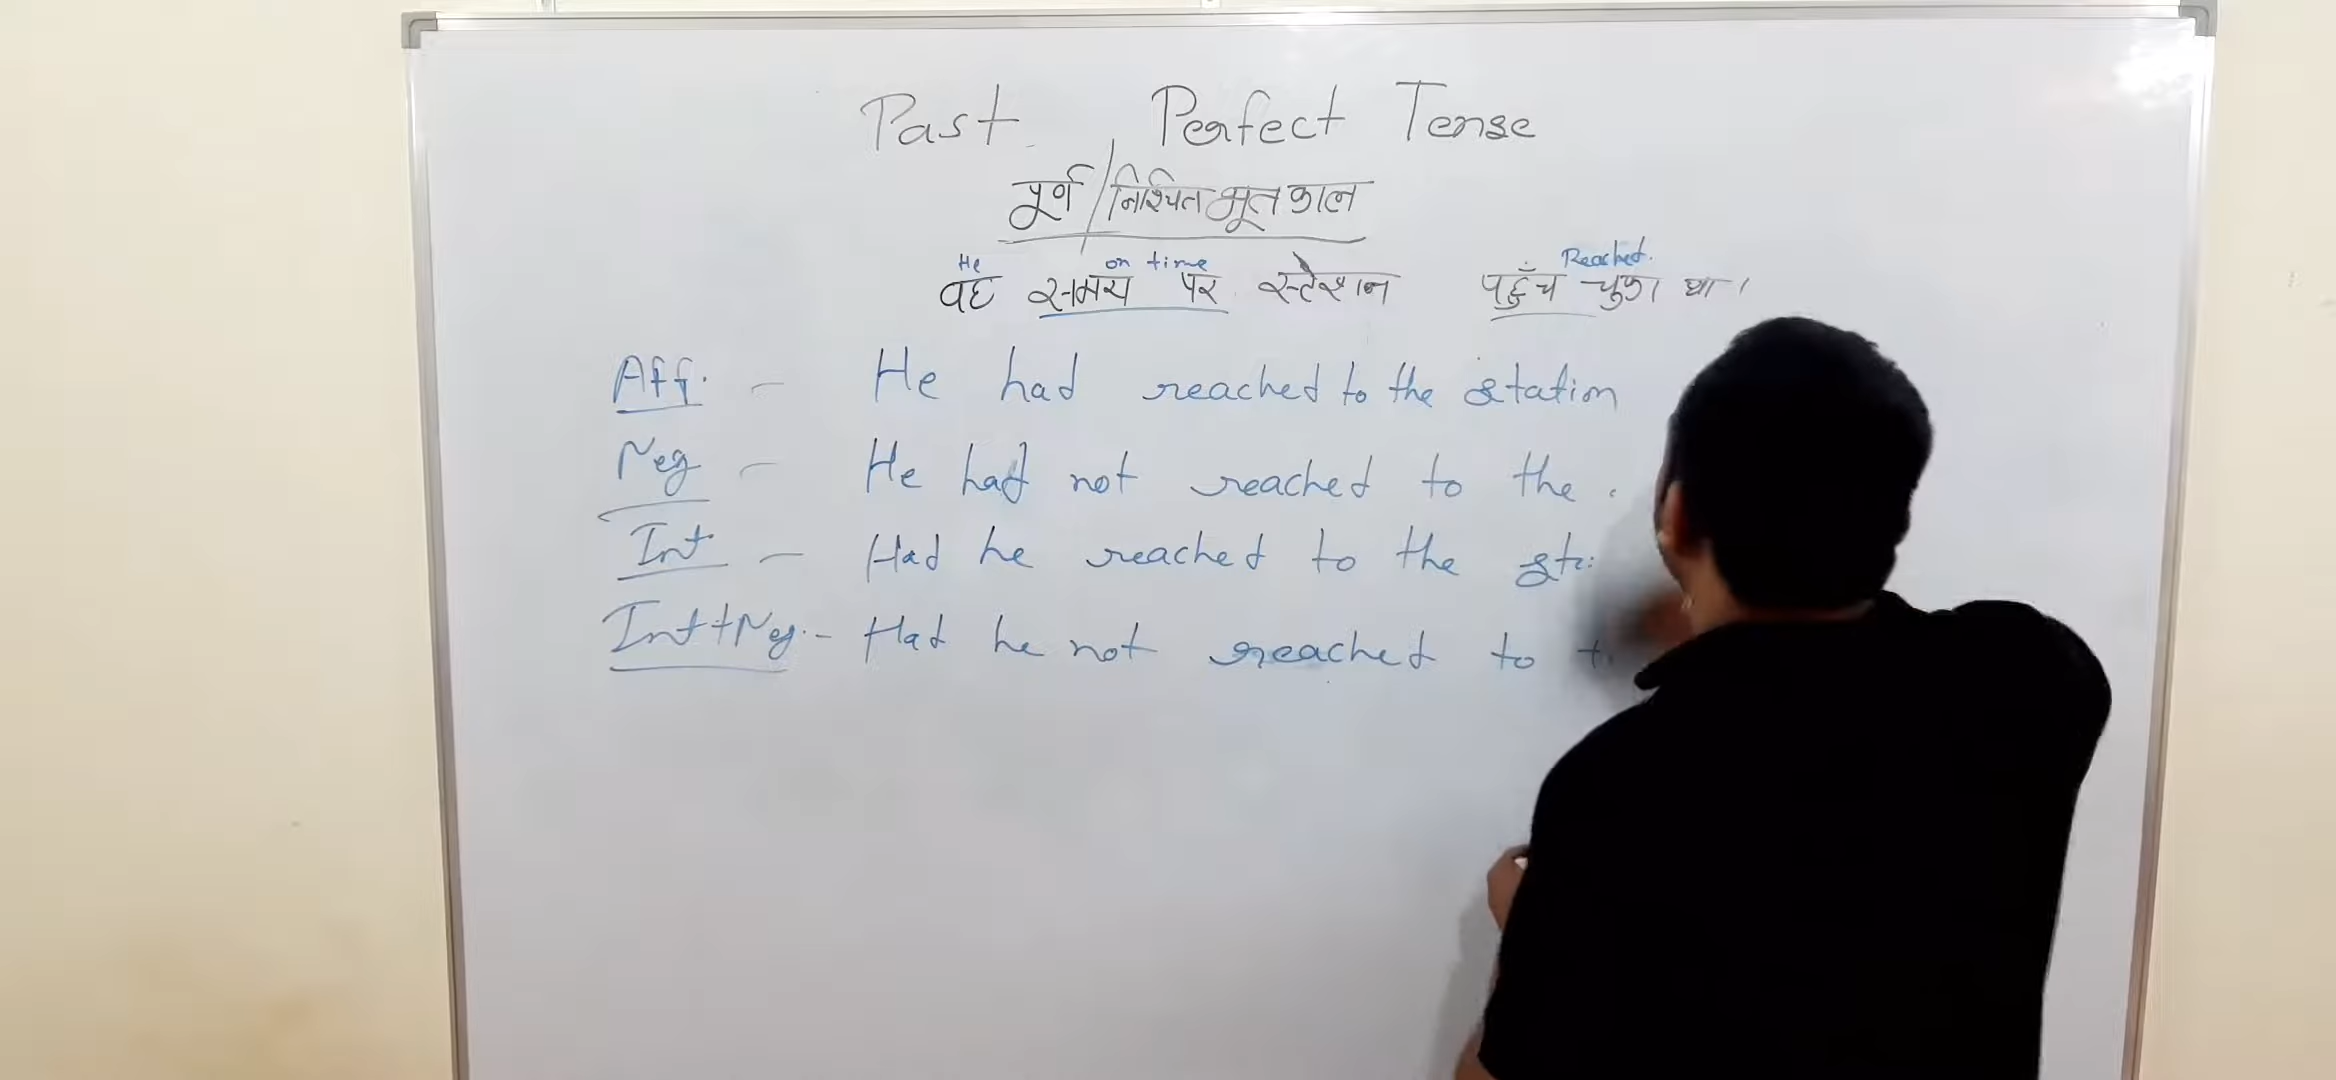 Past Perfect Tense
पूर्ण / निश्चित भूतकाल
He on time Reached.
वह समय पर स्टेशन पहुँच चुका था।
Aff. - He had reached to the station
Neg - He had not reached to the
Int - Had he reached to the
Int + Neg. - Had he not reached to